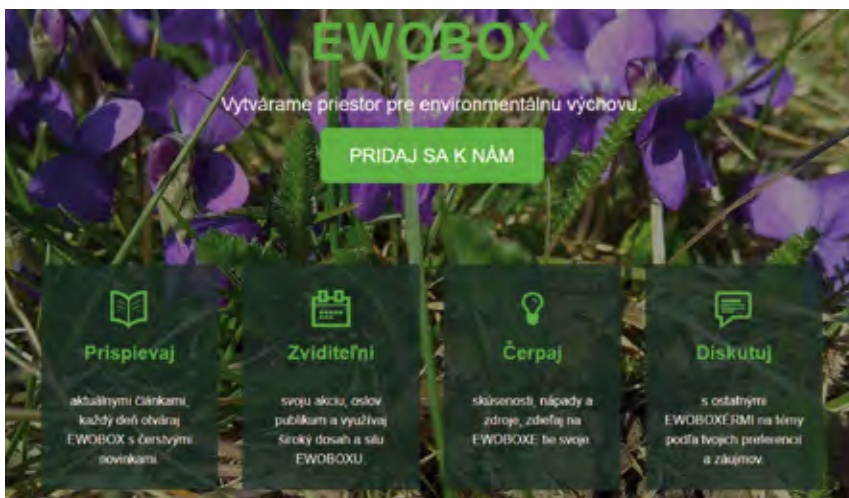 EWOBOX
Vytvárame priestor pre environmentálnu výchovu.
PRIDAJ SA K NÁM
Prispievaj
aktuálnymi článkami,
každý deň otváraj
EWOBOX s čerstvými
novinkami.
Zviditeľni
svoju akciu, oslov
publikum a využívaj
široký dosah a silu
EWOBOXU.
Čerpaj
skúsenosti, nápady a
zdroje, zdieľaj na
EWOBOXE tie svoje.
Diskutuj
s ostatnými
EWOBOXÉRMI na témy
podľa tvojich preferencií
a záujmov.